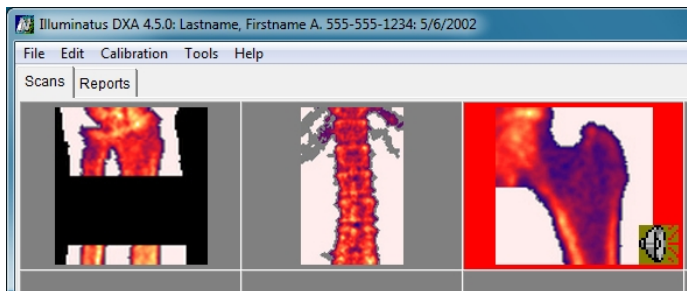 Illuminatus DXA 4.5.0: Lastname, Firstname A. 555-555-1234: 5/6/2002
File Edit Calibration Tools Help
Scans Reports